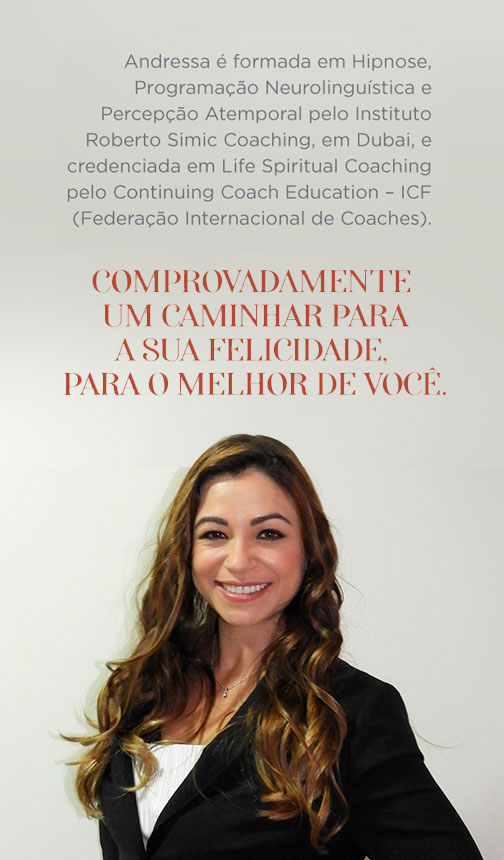 Andressa é formada em Hipnose,
Programação Neurolinguística e
Percepção Atemporal pelo Instituto
Roberto Simic Coaching, em Dubai, e
credenciada em Life Spiritual Coaching
pelo Continuing Coach Education – ICF
(Federação Internacional de Coaches).
COMPROVADAMENTE
UM CAMINHAR PARA
A SUA FELICIDADE,
PARA O MELHOR DE VOCÊ.